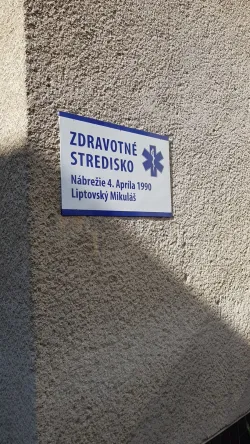 ZDRAVOTNÉ
STREDISKO
Nábrežie 4. Apríla 1990
Liptovský Mikuláš